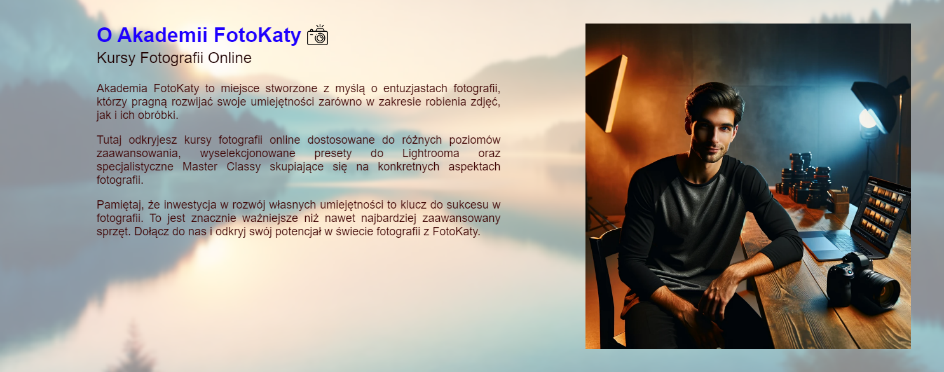 O Akademii FotoKaty
Kursy Fotografii Online
Akademia FotoKaty to miejsce stworzone z myślą o entuzjastach fotografii,
którzy pragną rozwijać swoje umiejętności zarówno w zakresie robienia zdjęć,
jak i ich obróbki.
Tutaj odkryjesz kursy fotografii online dostosowane do różnych poziomów
zaawansowania, wyselekcjonowane presety do Lightrooma oraz
specjalistyczne Master Classy skupiające się na konkretnych aspektach
fotografii.
Pamiętaj, że inwestycja w rozwój własnych umiejętności to klucz do sukcesu w
fotografii. To jest znacznie ważniejsze niż nawet najbardziej zaawansowany
sprzęt. Dołącz do nas i odkryj swój potencjał w świecie fotografii z FotoKaty.